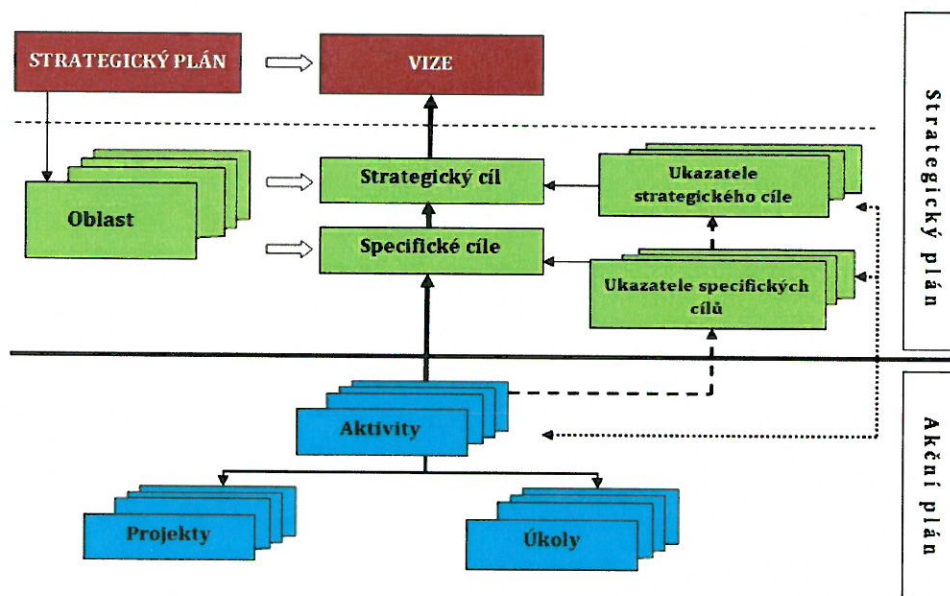 STRATEGICKÝ PLÁN
VIZE
Strategický cíl
Ukazatele
strategického cíle
Oblast
Specifické cíle
Ukazatele specifických
cílů
Strategický plán
Aktivity
Projekty
Úkoly
Akční plán